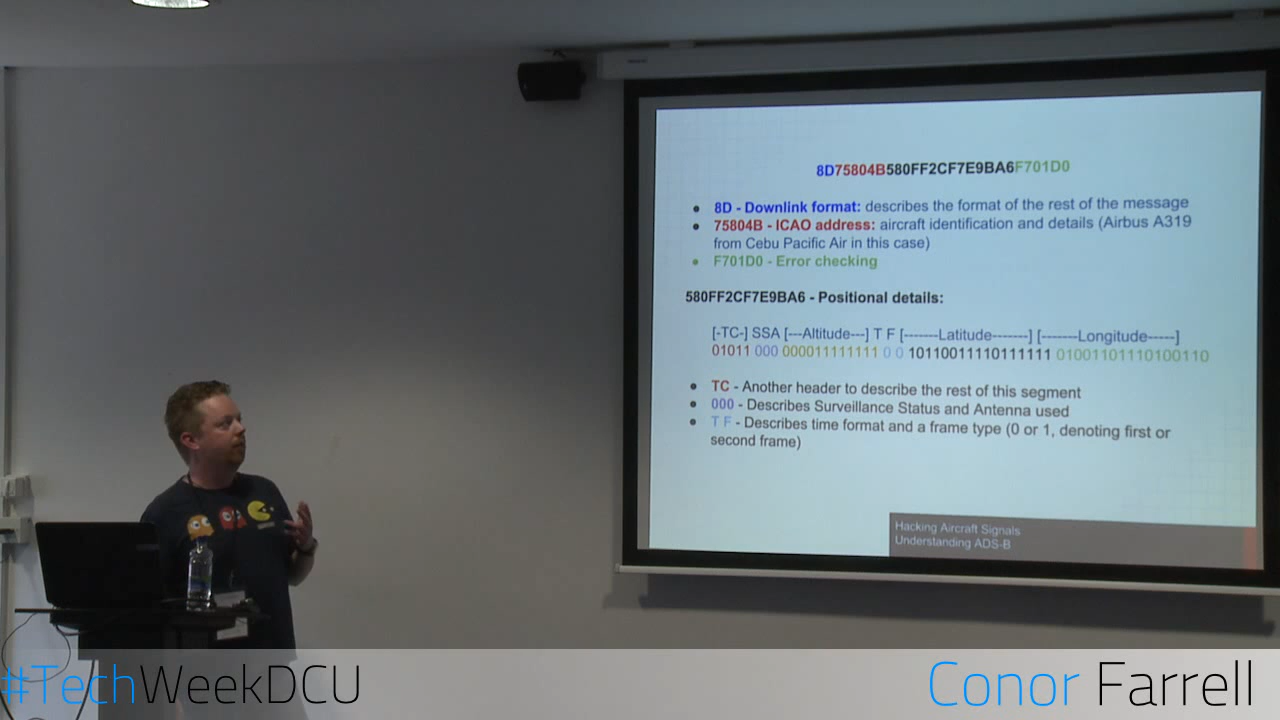 8D75804B580FF2CF7E9BA6F701D0
• 8D - Downlink format: describes the format of the rest of the message
• 75804B - ICAO address: aircraft identification and details (Airbus A319
from Cebu Pacific Air in this case)
• F701D0 - Error checking
580FF2CF7E9BA6 - Positional details:
[-TC-] SSA [---Altitude---] T F [-------Latitude-------] [-------Longitude-----]
01011 000 000011111111 0 0 10110011110111111 01001101110100110
• TC - Another header to describe the rest of this segment
• 000 - Describes Surveillance Status and Antenna used
• T F - Describes time format and a frame type (0 or 1, denoting first or
second frame)
Hacking Aircraft Signals
Understanding ADS-B
#TechWeekDCU
Conor Farrell